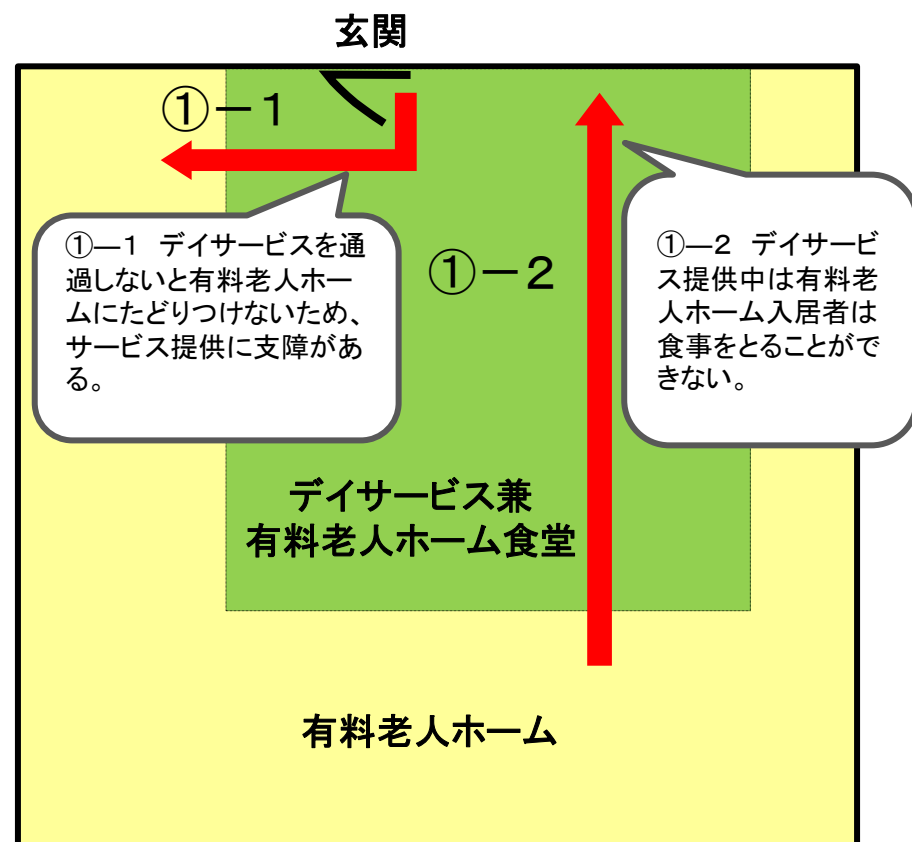 玄関
①－１
①―１ デイサービスを通
過しないと有料老人ホー
ムにたどりつけないため、
サービス提供に支障があ
る。
①－２
①―２ デイサービ
ス提供中は有料老
人ホーム入居者は
食事をとることがで
きない。
デイサービス兼
有料老人ホーム食堂
有料老人ホーム